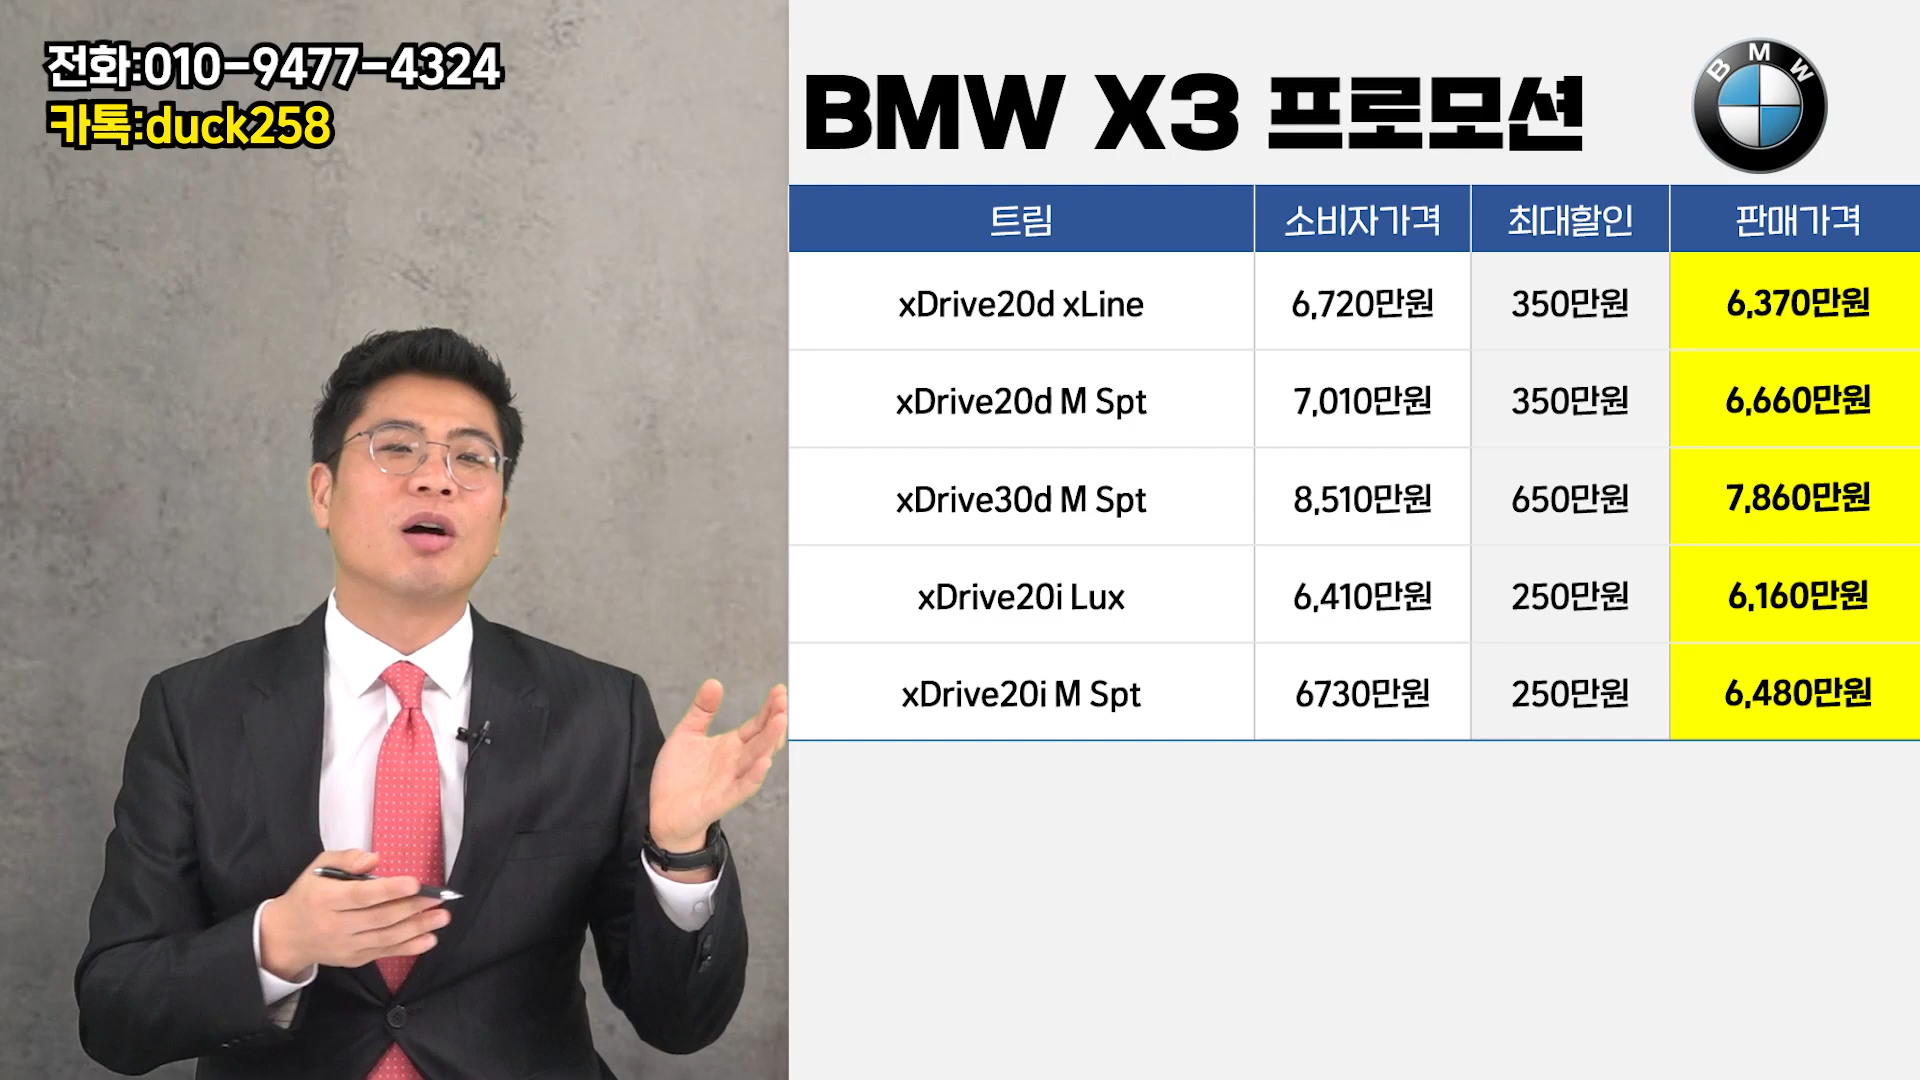 전화:010-9477-4324
카톡:duck258
BMW X3 프로모션
BMW
트림 소비자가격 최대할인 판매가격
xDrive20d xLine 6,720만원 350만원 6,370만원
xDrive20d M Spt 7,010만원 350만원 6,660만원
xDrive30d M Spt 8,510만원 650만원 7,860만원
xDrive20i Lux 6,410만원 250만원 6,160만원
xDrive20i M Spt 6730만원 250만원 6,480만원